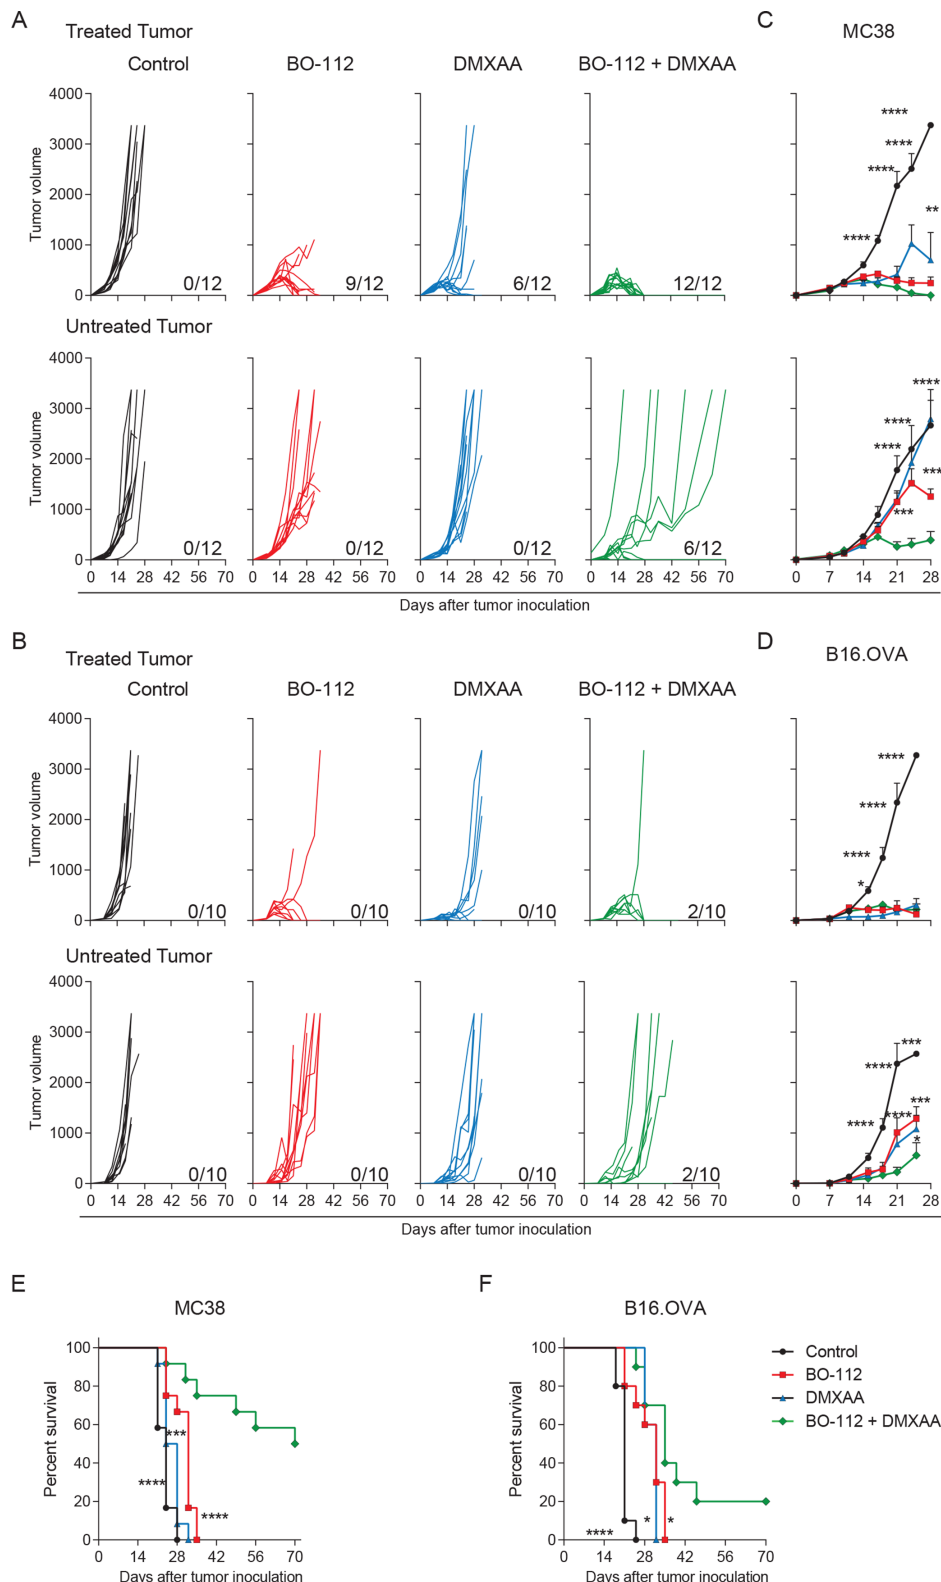 A
Treated Tumor
Control
BO-112
DMXAA
BO-112 + DMXAA
C
MC38
Tumor volume
4000
3000
2000
1000
0
0/12
9/12
6/12
12/12
****
****
****
****
**
Untreated Tumor
Tumor volume
4000
3000
2000
1000
0
0/12
0/12
0/12
6/12
****
****
****
***
***
0 14 28 42 56 70
0 14 28 42 56 70
0 14 28 42 56 70
0 14 28 42 56 70
0 7 14 21 28
Days after tumor inoculation
B
Treated Tumor
Control
BO-112
DMXAA
BO-112 + DMXAA
D
B16.OVA
Tumor volume
4000
3000
2000
1000
0
0/10
0/10
0/10
2/10
****
****
****
*
Untreated Tumor
Tumor volume
4000
3000
2000
1000
0
0/10
0/10
0/10
2/10
***
****
***
****
****
*
0 14 28 42 56 70
0 14 28 42 56 70
0 14 28 42 56 70
0 14 28 42 56 70
0 7 14 21 28
Days after tumor inoculation
E
MC38
Percent survival
100
80
60
40
20
0
***
****
****
0 14 28 42 56 70
Days after tumor inoculation
F
B16.OVA
Percent survival
100
80
60
40
20
0
****
*
*
0 14 28 42 56 70
Days after tumor inoculation
Control
BO-112
DMXAA
BO-112 + DMXAA